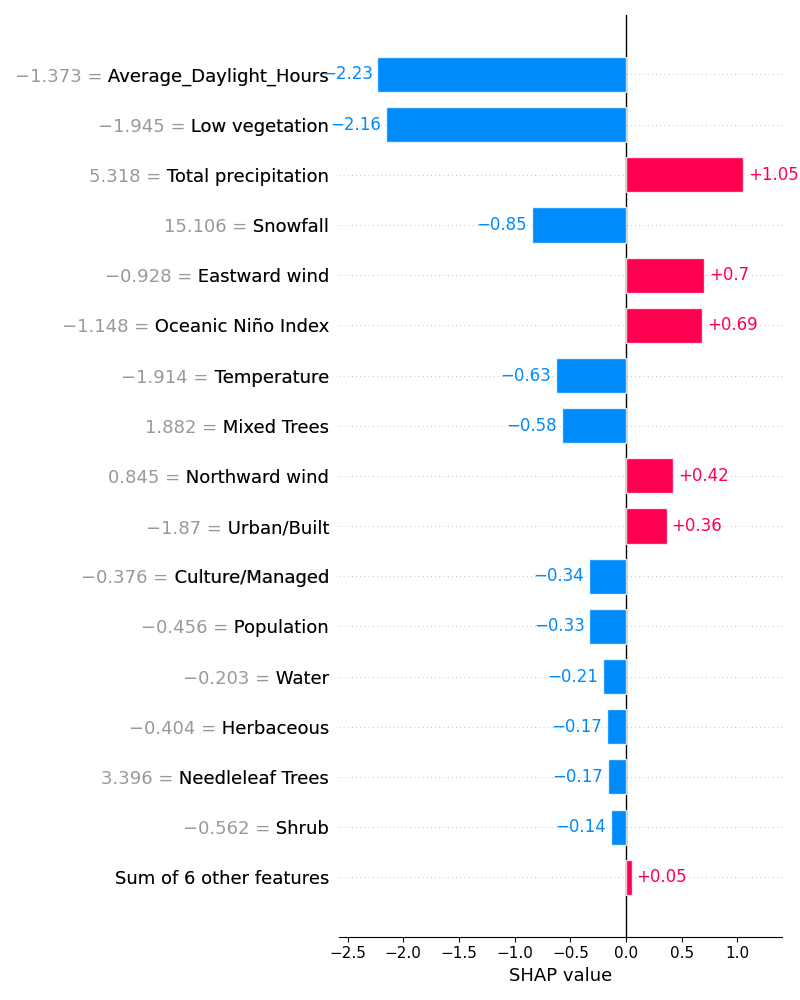 −1.373 = Average_Daylight_Hours −2.23
−1.945 = Low vegetation −2.16
5.318 = Total precipitation +1.05
15.106 = Snowfall −0.85
−0.928 = Eastward wind +0.7
−1.148 = Oceanic Niño Index +0.69
−1.914 = Temperature −0.63
1.882 = Mixed Trees −0.58
0.845 = Northward wind +0.42
−1.87 = Urban/Built +0.36
−0.376 = Culture/Managed −0.34
−0.456 = Population −0.33
−0.203 = Water −0.21
−0.404 = Herbaceous −0.17
3.396 = Needleleaf Trees −0.17
−0.562 = Shrub −0.14
Sum of 6 other features +0.05
−2.5 −2.0 −1.5 −1.0 −0.5 0.0 0.5 1.0
SHAP value